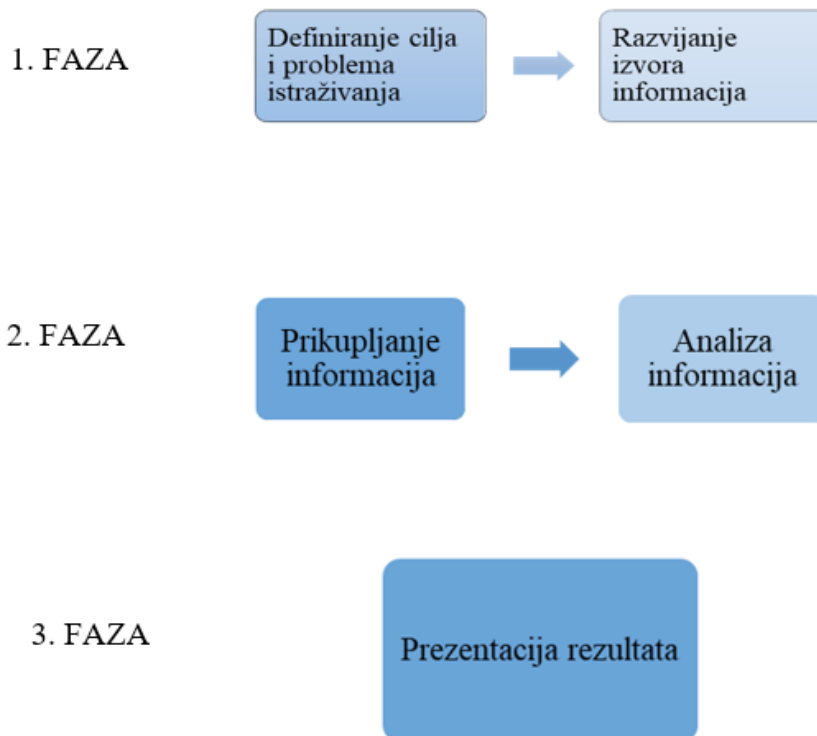 1. FAZA
Definiranje cilja
i problema
istraživanja
Razvijanje
izvora
informacija
2. FAZA
Prikupljanje
informacija
Analiza
informacija
3. FAZA
Prezentacija rezultata